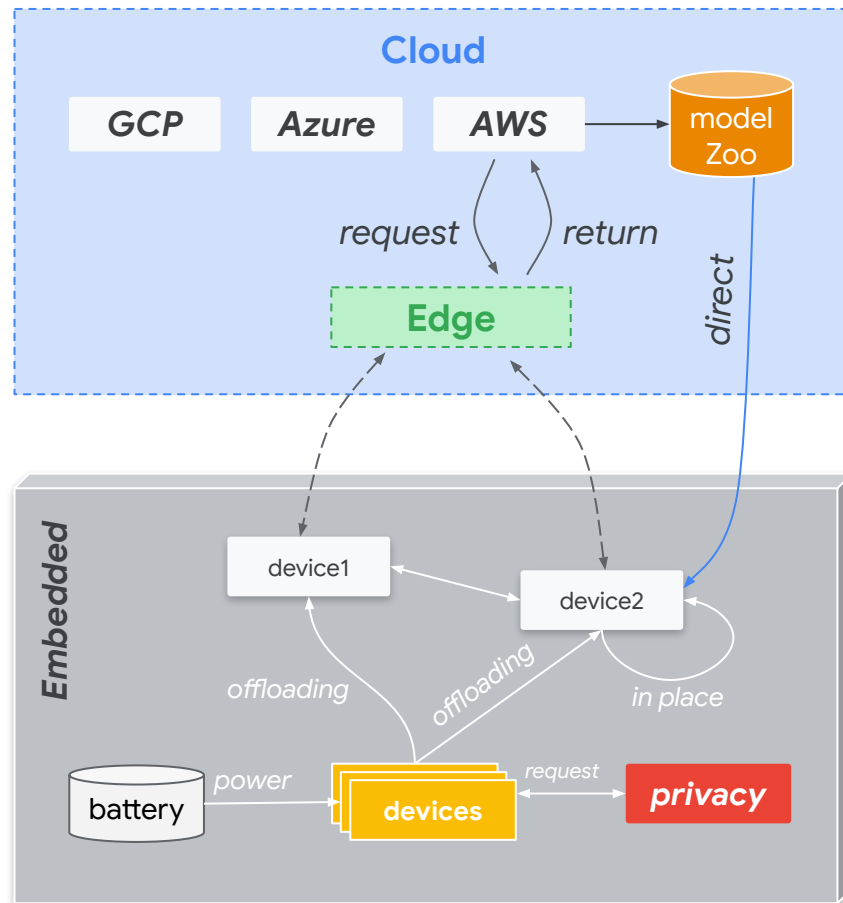 Cloud
GCP
Azure
AWS
model
Zoo
request
return
direct
Edge
Embedded
device1
device2
offloading
offloading
in place
battery
power
devices
request
privacy